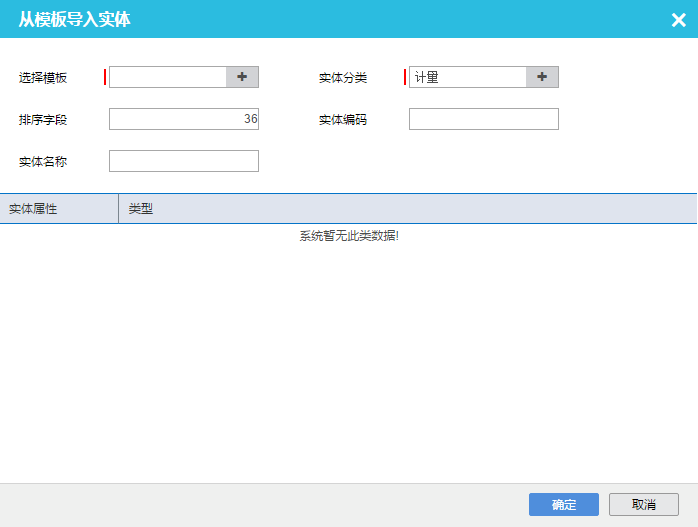 从模板导入实体
选择模板 实体分类 计量
排序字段 36 实体编码
实体名称
实体属性 类型
系统暂无此类数据!
确定 取消